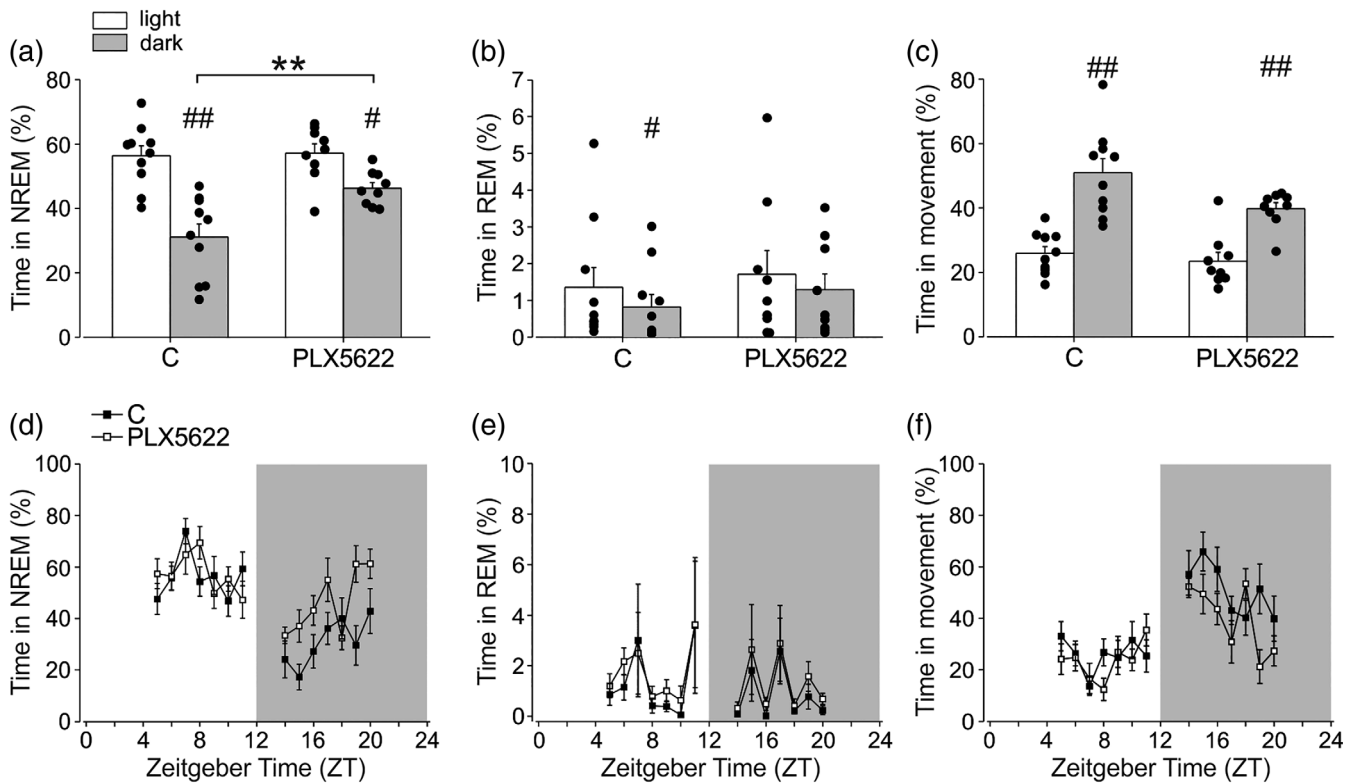 light
dark
(a)
Time in NREM (%)
80
60
40
20
0
**
##
#
C
PLX5622
(b)
Time in REM (%)
7
6
5
4
3
2
1
0
#
C
PLX5622
(c)
Time in movement (%)
80
60
40
20
0
##
##
C
PLX5622
C
PLX5622
(d)
Time in NREM (%)
100
80
60
40
20
0
0 4 8 12 16 20 24
Zeitgeber Time (ZT)
(e)
Time in REM (%)
10
8
6
4
2
0
0 4 8 12 16 20 24
Zeitgeber Time (ZT)
(f)
Time in movement (%)
100
80
60
40
20
0
0 4 8 12 16 20 24
Zeitgeber Time (ZT)